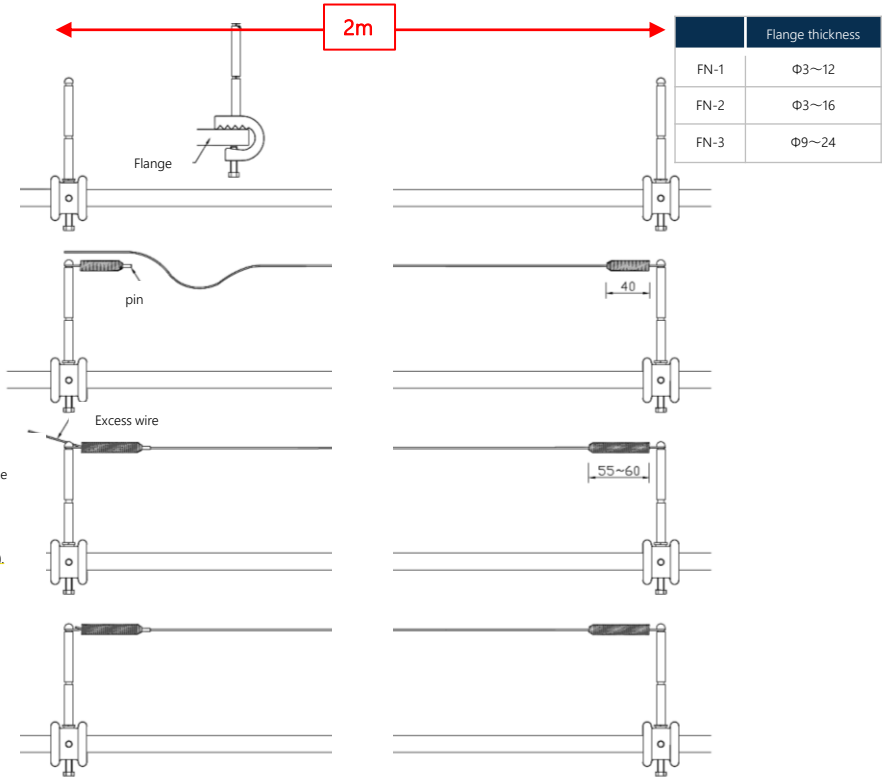 2m
Flange thickness
FN-1 Φ3~12
FN-2 Φ3~16
FN-3 Φ9~24
Flange
pin
40
Excess wire
55~60
e
).